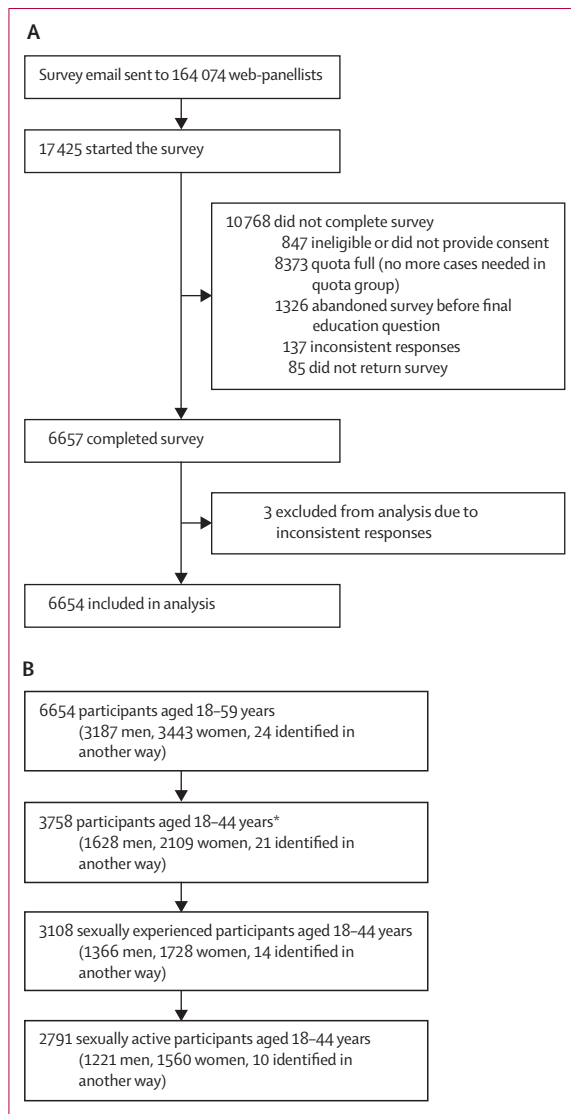 A
Survey email sent to 164 074 web-panellists
17 425 started the survey
10 768 did not complete survey
847 ineligible or did not provide consent
8373 quota full (no more cases needed in
quota group)
1326 abandoned survey before final
education question
137 inconsistent responses
85 did not return survey
6657 completed survey
3 excluded from analysis due to
inconsistent responses
6654 included in analysis
B
6654 participants aged 18–59 years
(3187 men, 3443 women, 24 identified in
another way)
3758 participants aged 18–44 years*
(1628 men, 2109 women, 21 identified in
another way)
3108 sexually experienced participants aged 18–44 years
(1366 men, 1728 women, 14 identified in
another way)
2791 sexually active participants aged 18–44 years
(1221 men, 1560 women, 10 identified in
another way)